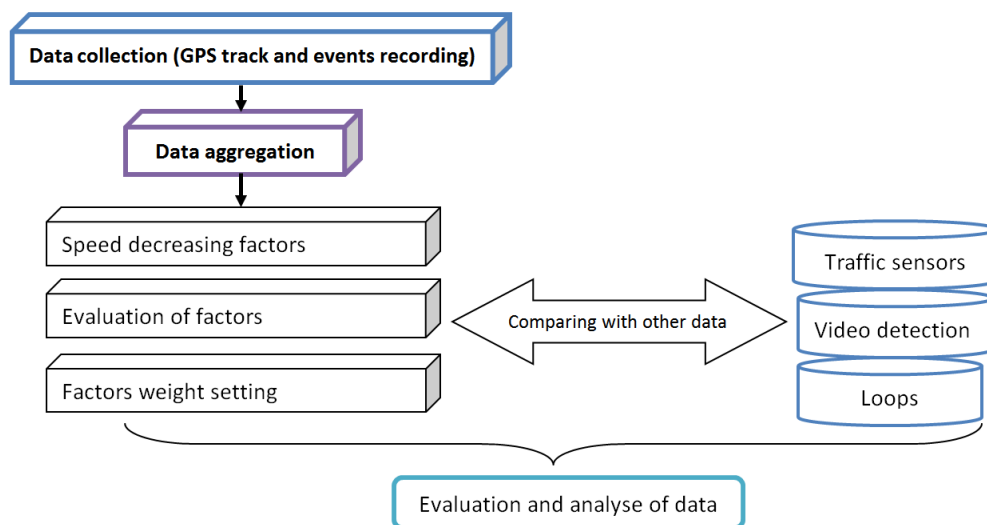 Data collection (GPS track and events recording)
Data aggregation
Speed decreasing factors
Evaluation of factors
Factors weight setting
Comparing with other data
Traffic sensors
Video detection
Loops
Evaluation and analyse of data